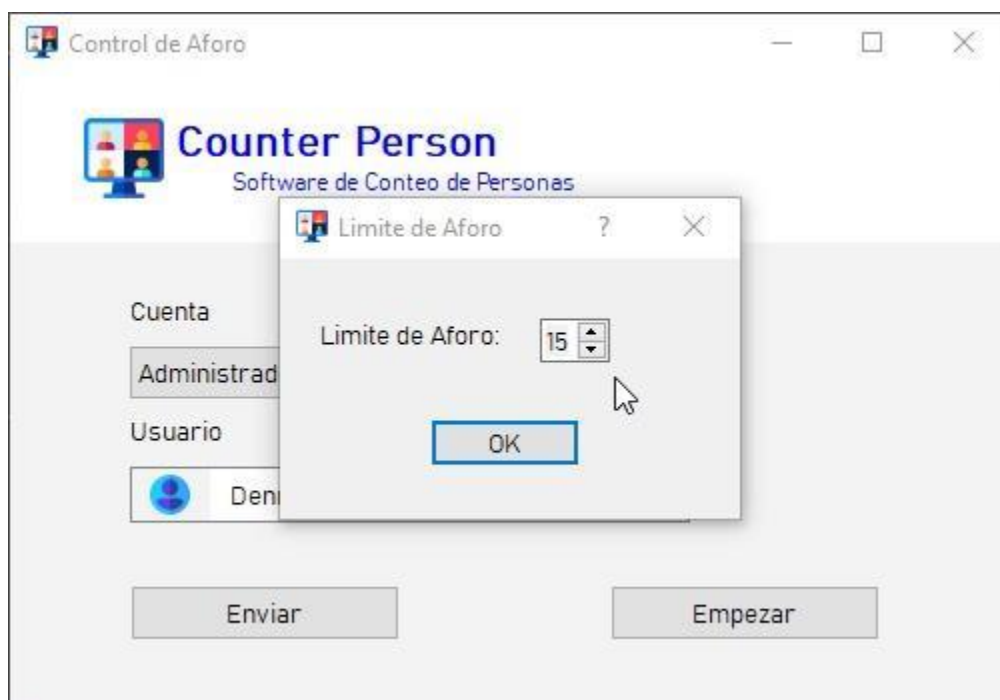 Control de Aforo
Counter Person
Software de Conteo de Personas
Limite de Aforo ?
Cuenta
Limite de Aforo: 15
Administrad
OK
Usuario
Den
Enviar Empezar